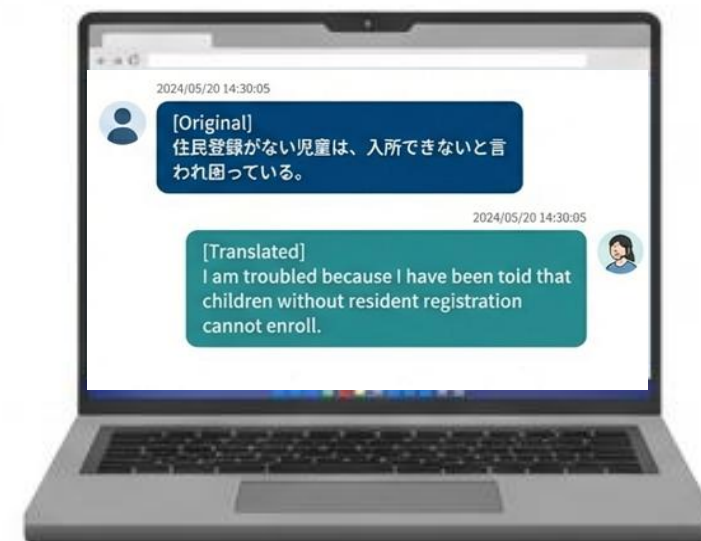 2024/05/20 14:30:05
[Original]
住民登録がない児童は、入所できないと言
われ困っている。
2024/05/20 14:30:05
[Translated]
I am troubled because I have been told that
children without resident registration
cannot enroll.